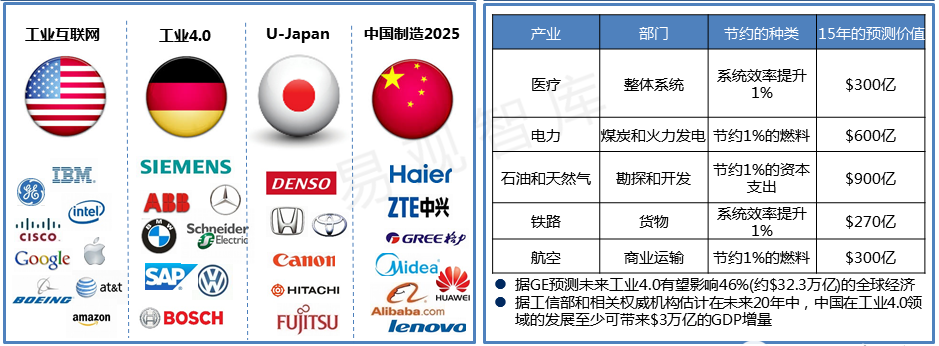 工业互联网
工业4.0
U-Japan
中国制造2025
GE
IBM
intel
CISCO
Google
BOEING
at&t
amazon
SIEMENS
ABB
BMW
Schneider
Electric
SAP
BOSCH
DENSO
Canon
HITACHI
FUJITSU
Haier
ZTE中兴
GREE格力
Midea
HUAWEI
Alibaba.com
lenovo
易观智库
产业 部门 节约的种类 15年的预测价值
医疗 整体系统 系统效率提升
1% $300亿
电力 煤炭和火力发电 节约1%的燃料 $600亿
石油和天然气 勘探和开发 节约1%的资本
支出 $900亿
铁路 货物 系统效率提升
1% $270亿
航空 商业运输 节约1%的燃料 $300亿
据GE预测未来工业4.0有望影响46%(约$32.3万亿)的全球经济
据工信部和相关权威机构估计在未来20年中，中国在工业4.0领
域的发展至少可带来$3万亿的GDP增量